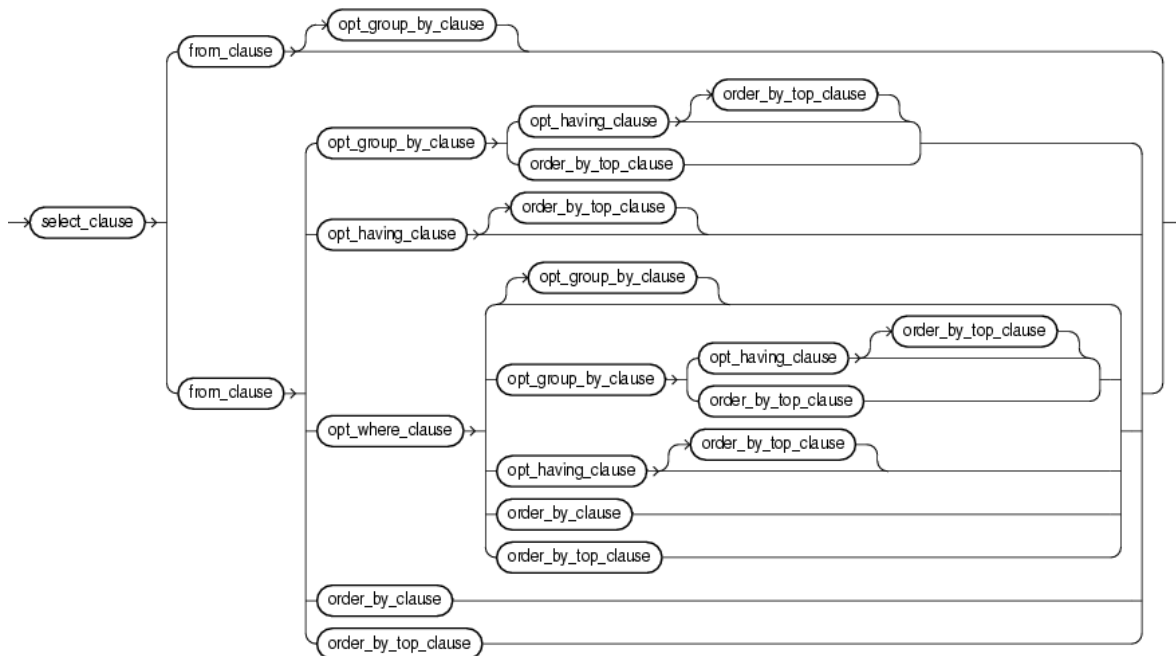 opt_group_by_clause
from_clause
order_by_top_clause
opt_having_clause
opt_group_by_clause
order_by_top_clause
order_by_top_clause
select_clause
opt_having_clause
opt_group_by_clause
order_by_top_clause
opt_having_clause
opt_group_by_clause
from_clause
order_by_top_clause
opt_where_clause
order_by_top_clause
opt_having_clause
order_by_clause
order_by_top_clause
order_by_clause
order_by_top_clause